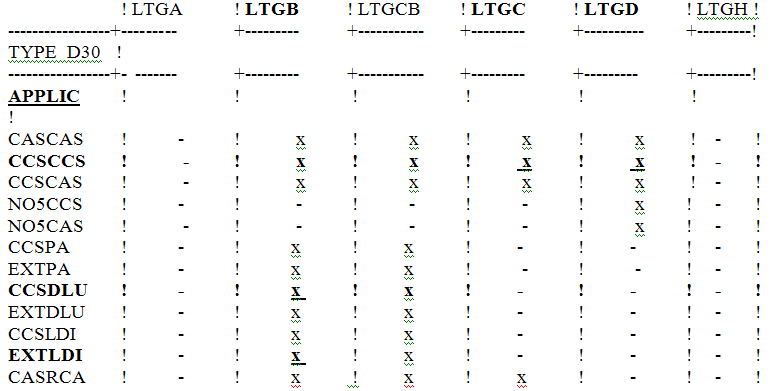 ! LTGA ! LTGB ! LTGCB ! LTGC ! LTGD ! LTGH !
------------------+--------- +--------- +--------- +--------- +--------- +---------!
TYPE D30 !
------------------+- ------- +--------- +--------- +--------- +--------- +---------!
APPLIC ! ! ! ! ! !
!
CASCAS ! - ! x ! x ! x ! x ! - !
CCSCCS ! - ! x ! x ! x ! x ! - !
CCSCAS ! - ! x ! x ! x ! x ! - !
NO5CCS ! - ! - ! - ! - ! x ! - !
NO5CAS ! - ! - ! - ! - ! x ! - !
CCSPA ! - ! x ! x ! - ! - ! - !
EXTPA ! - ! x ! x ! - ! - ! - !
CCSDLU ! - ! x ! x ! - ! - ! - !
EXTDLU ! - ! x ! x ! - ! - ! - !
CCSLDI ! - ! x ! x ! - ! - ! - !
EXTLDI ! - ! x ! x ! - ! - ! - !
CASRCA ! - ! x ! x ! x ! - ! - !